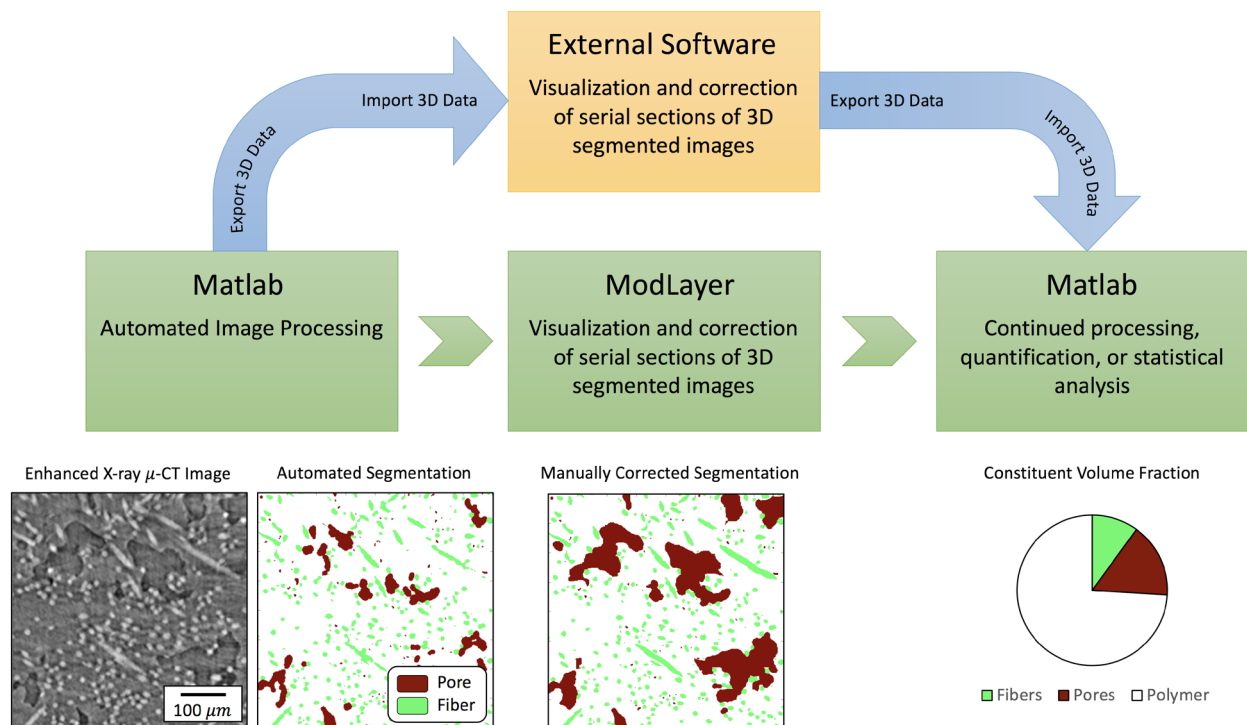 External Software
Visualization and correction
of serial sections of 3D
segmented images
Export 3D Data
Import 3D Data
Export 3D Data
Import 3D Data
Matlab
Automated Image Processing
ModLayer
Visualization and correction
of serial sections of 3D
segmented images
Matlab
Continued processing,
quantification, or statistical
analysis
Enhanced X-ray μ-CT Image
Automated Segmentation
Manually Corrected Segmentation
Constituent Volume Fraction
100 μm
Pore
Fiber
Fibers
Pores
Polymer